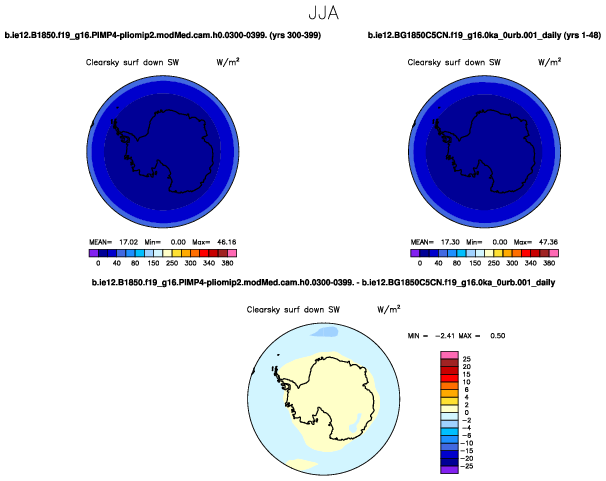 JJA
b.ie12.B1850.f19_g16.PIMP4-pliomip2.modMed.cam.h0.0300-0399. (yrs 300-399)
b.ie12.BG1850C5CN.f19_g16.0ka_0urb.001_daily (yrs 1-48)
Clearsky surf down SW W/m²
Clearsky surf down SW W/m²
MEAN= 17.02 Min= 0.00 Max= 46.16
MEAN= 17.30 Min= 0.00 Max= 47.36
0 40 80 150 250 300 340 380
0 40 80 150 250 300 340 380
b.ie12.B1850.f19_g16.PIMP4-pliomip2.modMed.cam.h0.0300-0399. - b.ie12.BG1850C5CN.f19_g16.0ka_0urb.001_daily
Clearsky surf down SW W/m²
MIN = -2.41 MAX = 0.50
25
20
15
10
6
4
2
0
-2
-4
-6
-10
-15
-20
-25